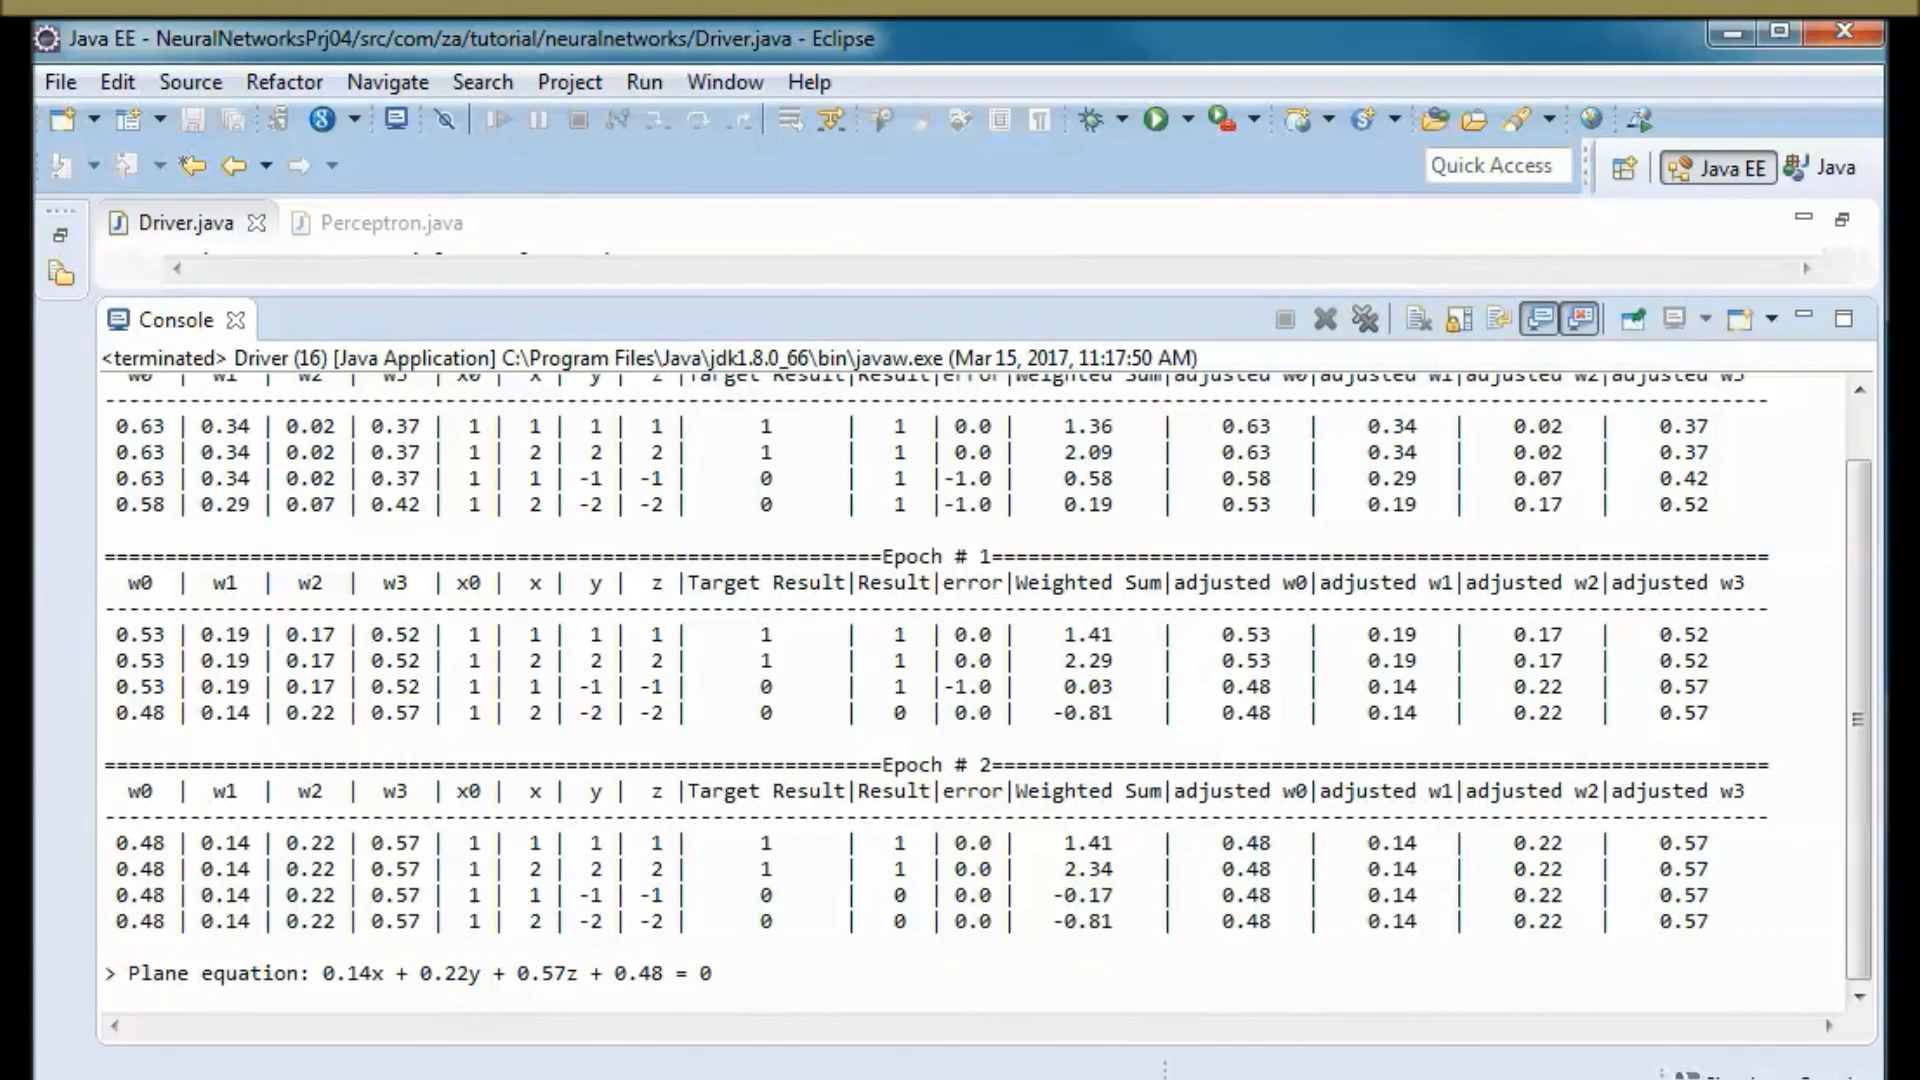 Java EE - NeuralNetworksPrj04/src/com/za/tutorial/neuralnetworks/Driver.java - Eclipse
File Edit Source Refactor Navigate Search Project Run Window Help
Quick Access Java EE Java
Driver.java Perceptron.java
Console
<terminated> Driver (16) [Java Application] C:\Program Files\Java\jdk1.8.0_66\bin\javaw.exe (Mar 15, 2017, 11:17:50 AM)
w0 | w1 | w2 | w3 | x0 | x | y | z |Target Result|Result|error|Weighted Sum|adjusted w0|adjusted w1|adjusted w2|adjusted w3
0.63 | 0.34 | 0.02 | 0.37 | 1 | 1 | 1 | 1 | 1 | 1 | 0.0 | 1.36 | 0.63 | 0.34 | 0.02 | 0.37
0.63 | 0.34 | 0.02 | 0.37 | 1 | 2 | 2 | 2 | 1 | 1 | 0.0 | 2.09 | 0.63 | 0.34 | 0.02 | 0.37
0.63 | 0.34 | 0.02 | 0.37 | 1 | 1 | -1 | -1 | 0 | 1 |-1.0 | 0.58 | 0.58 | 0.29 | 0.07 | 0.42
0.58 | 0.29 | 0.07 | 0.42 | 1 | 2 | -2 | -2 | 0 | 1 |-1.0 | 0.19 | 0.53 | 0.19 | 0.17 | 0.52
Epoch # 1
w0 | w1 | w2 | w3 | x0 | x | y | z |Target Result|Result|error|Weighted Sum|adjusted w0|adjusted w1|adjusted w2|adjusted w3
0.53 | 0.19 | 0.17 | 0.52 | 1 | 1 | 1 | 1 | 1 | 1 | 0.0 | 1.41 | 0.53 | 0.19 | 0.17 | 0.52
0.53 | 0.19 | 0.17 | 0.52 | 1 | 2 | 2 | 2 | 1 | 1 | 0.0 | 2.29 | 0.53 | 0.19 | 0.17 | 0.52
0.53 | 0.19 | 0.17 | 0.52 | 1 | 1 | -1 | -1 | 0 | 1 |-1.0 | 0.03 | 0.48 | 0.14 | 0.22 | 0.57
0.48 | 0.14 | 0.22 | 0.57 | 1 | 2 | -2 | -2 | 0 | 0 | 0.0 | -0.81 | 0.48 | 0.14 | 0.22 | 0.57
Epoch # 2
w0 | w1 | w2 | w3 | x0 | x | y | z |Target Result|Result|error|Weighted Sum|adjusted w0|adjusted w1|adjusted w2|adjusted w3
0.48 | 0.14 | 0.22 | 0.57 | 1 | 1 | 1 | 1 | 1 | 1 | 0.0 | 1.41 | 0.48 | 0.14 | 0.22 | 0.57
0.48 | 0.14 | 0.22 | 0.57 | 1 | 2 | 2 | 2 | 1 | 1 | 0.0 | 2.34 | 0.48 | 0.14 | 0.22 | 0.57
0.48 | 0.14 | 0.22 | 0.57 | 1 | 1 | -1 | -1 | 0 | 0 | 0.0 | -0.17 | 0.48 | 0.14 | 0.22 | 0.57
0.48 | 0.14 | 0.22 | 0.57 | 1 | 2 | -2 | -2 | 0 | 0 | 0.0 | -0.81 | 0.48 | 0.14 | 0.22 | 0.57
> Plane equation: 0.14x + 0.22y + 0.57z + 0.48 = 0